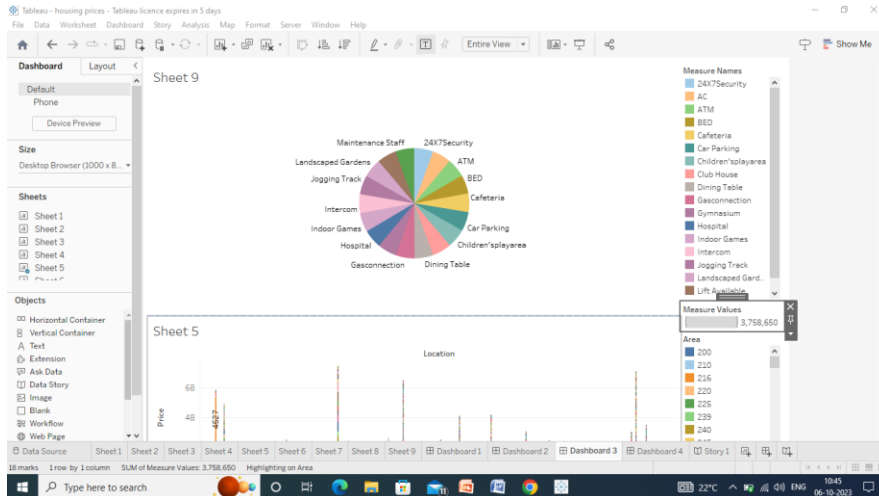 Tableau - housing prices - Tableau licence expires in 5 days
File Data Worksheet Dashboard Story Analysis Map Format Server Window Help
Entire View
Show Me
Dashboard Layout
Default
Phone
Device Preview
Size
Desktop Browser (1000 x 8...
Sheets
Sheet 1
Sheet 2
Sheet 3
Sheet 4
Sheet 5
Objects
Horizontal Container
Vertical Container
A Text
Extension
Ask Data
Data Story
Image
Blank
Workflow
Web Page
Sheet 9
Maintenance Staff
24X7Security
Landscaped Gardens
ATM
Jogging Track
BED
Cafeteria
Intercom
Indoor Games
Car Parking
Hospital
Children'splayarea
Gasconnection
Dining Table
Sheet 5
Location
Price
6B
4B
4627
Measure Names
24X7Security
AC
ATM
BED
Cafeteria
Car Parking
Children'splayarea
Club House
Dining Table
Gasconnection
Gymnasium
Hospital
Indoor Games
Intercom
Jogging Track
Landscaped Gard..
Lift Available
Measure Values
3,758,650
Area
200
210
216
220
225
239
240
Data Source Sheet 1 Sheet 2 Sheet 3 Sheet 4 Sheet 5 Sheet 6 Sheet 7 Sheet 8 Sheet 9 Dashboard 1 Dashboard 2 Dashboard 3 Dashboard 4 Story 1
18 marks 1 row by 1 column SUM of Measure Values: 3,758,650 Highlighting on Area
Type here to search
22°C
ENG
10:45
06-10-2023